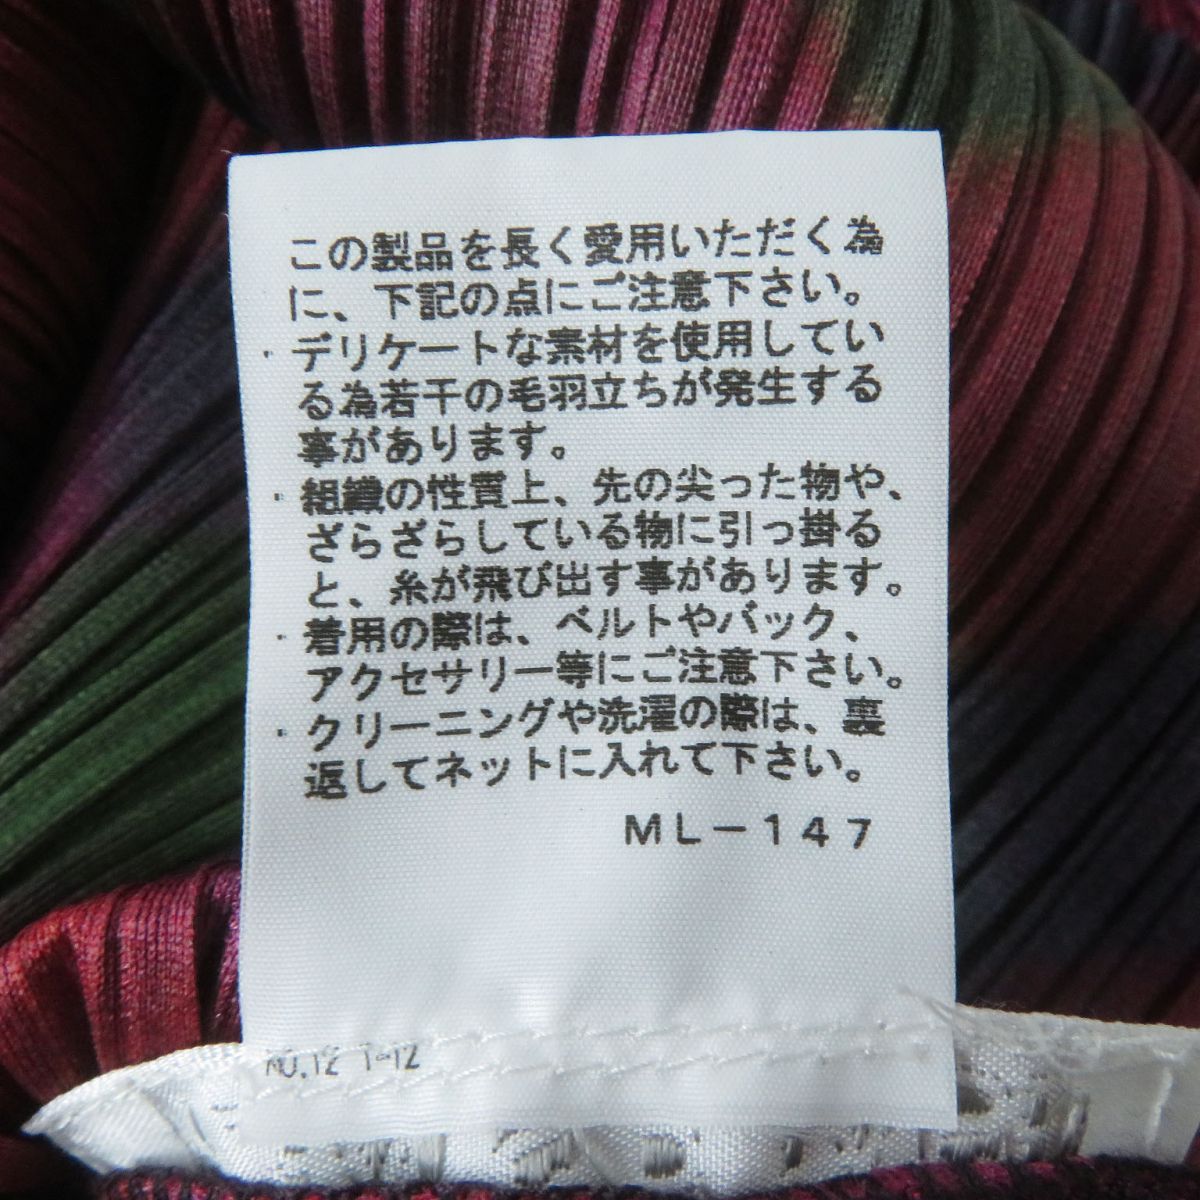 この製品を長く愛用いただく為
に、下記の点にご注意下さい。
・デリケートな素材を使用してい
る為若干の毛羽立ちが発生する
事があります。
・組織の性質上、先の尖った物や、
ざらざらしている物に引っ掛る
と、糸が飛び出す事があります。
・着用の際は、ベルトやバック、
アクセサリー等にご注意下さい。
・クリーニングや洗濯の際は、裏
返してネットに入れて下さい。
ML-147
NO.12 1-12